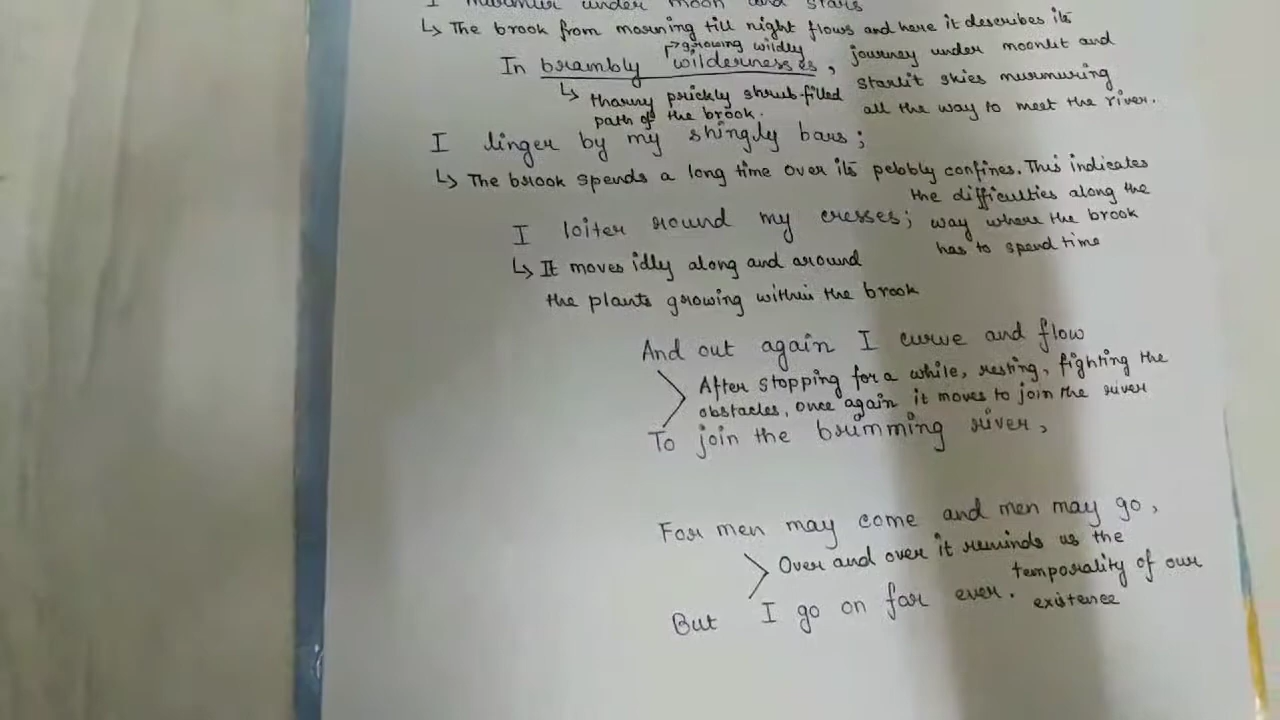 I murmur under moon and stars
↳ The brook from morning till night flows and here it describes its
↱ growing wildly
In brambly wildernesses, journey under moonlit and
↳ thorny prickly shrub-filled starlit skies murmuring
path of the brook. all the way to meet the river.
I linger by my shingly bars;
↳ The brook spends a long time over its pebbly confines. This indicates
the difficulties along the
I loiter round my cresses; way where the brook
has to spend time
↳ It moves idly along and around
the plants growing within the brook
And out again I curve and flow
After stopping for a while, resting, fighting the
obstacles, once again it moves to join the river
To join the brimming river,
For men may come and men may go,
Over and over it reminds us the
temporality of our
But I go on for ever. existence